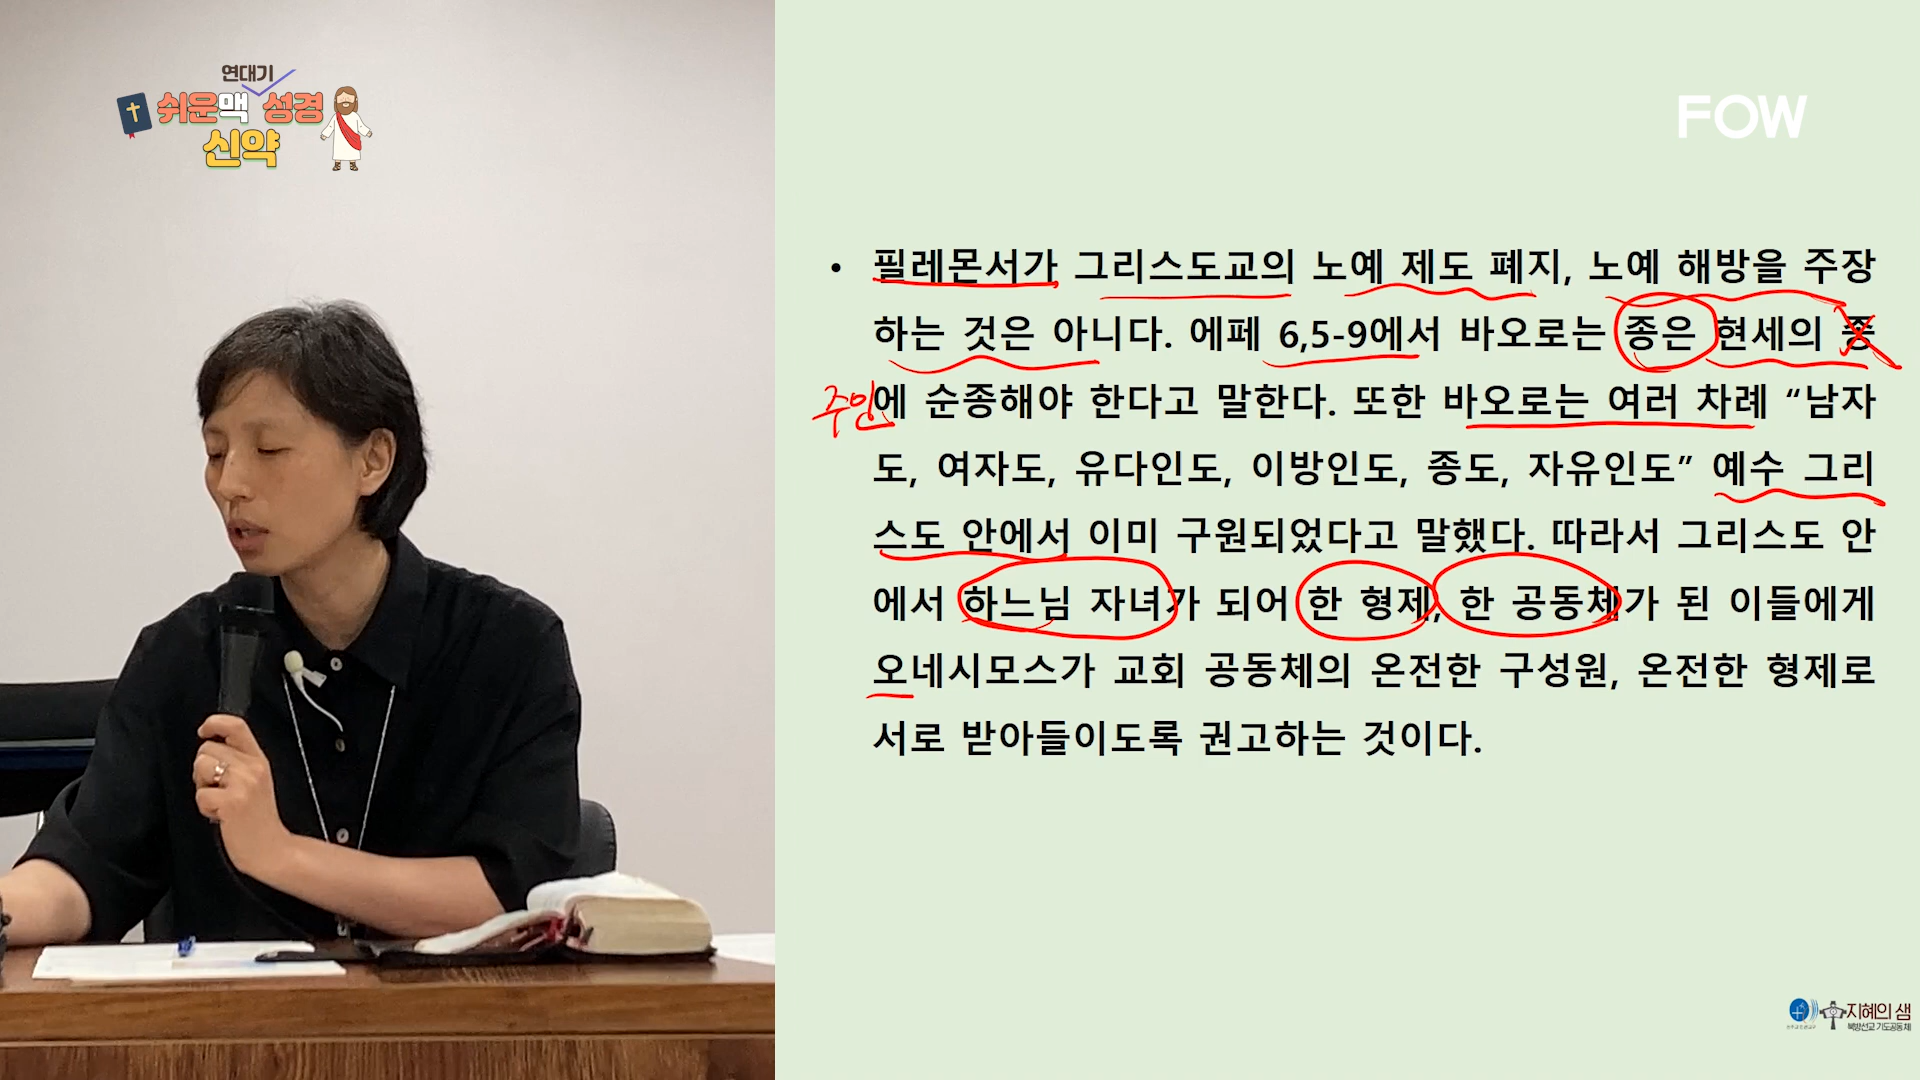 연대기
쉬운맥 성경
신약
FOW
• 필레몬서가 그리스도교의 노예 제도 폐지, 노예 해방을 주장
하는 것은 아니다. 에페 6,5-9에서 바오로는 종은 현세의 종
주인
에 순종해야 한다고 말한다. 또한 바오로는 여러 차례 “남자
도, 여자도, 유다인도, 이방인도, 종도, 자유인도” 예수 그리
스도 안에서 이미 구원되었다고 말했다. 따라서 그리스도 안
에서 하느님 자녀가 되어 한 형제, 한 공동체가 된 이들에게
오네시모스가 교회 공동체의 온전한 구성원, 온전한 형제로
서로 받아들이도록 권고하는 것이다.
지혜의 샘
북방선교 기도공동체